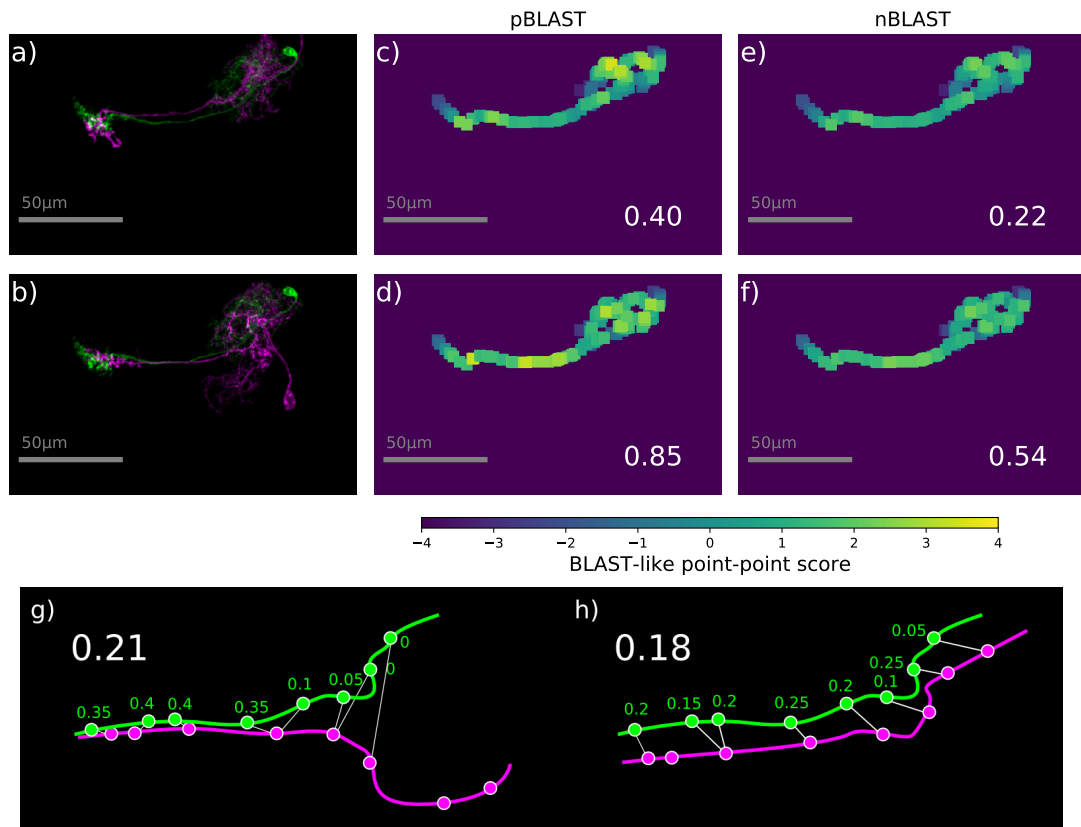 pBLAST
nBLAST
a)
c)
e)
50µm
50µm
0.40
50µm
0.22
b)
d)
f)
50µm
50µm
0.85
50µm
0.54
−4
−3
−2
−1
0
1
2
3
4
BLAST-like point-point score
g)
0.21
0.35
0.4
0.4
0.35
0.1
0.05
0
0
h)
0.18
0.2
0.15
0.2
0.25
0.2
0.1
0.25
0.05